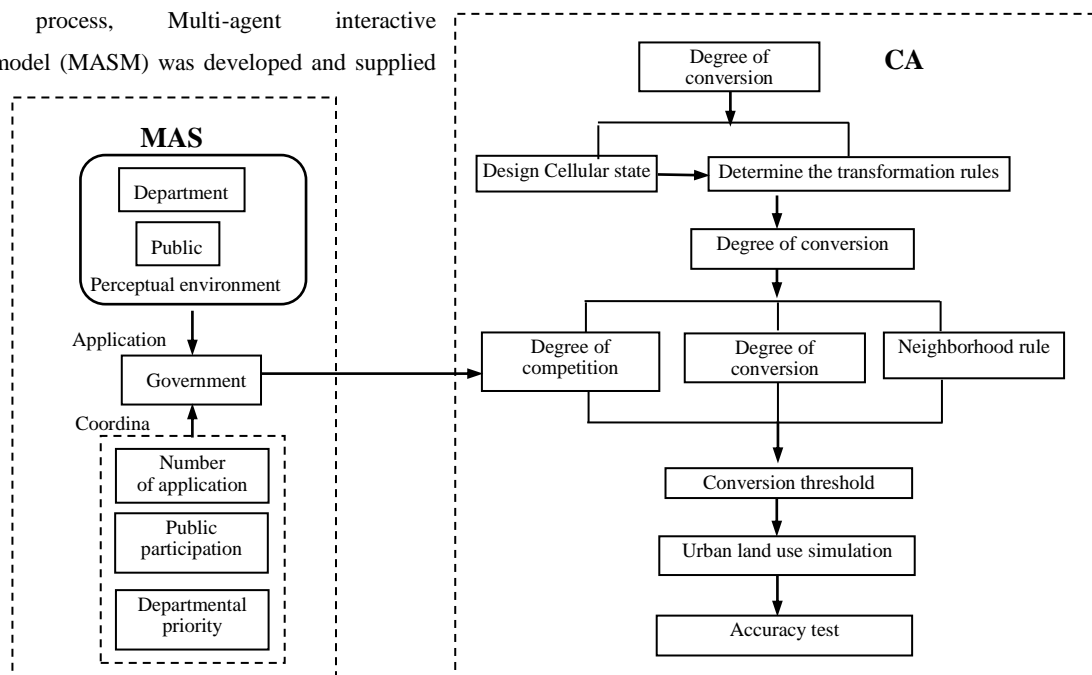 process, Multi-agent interactive
model (MASM) was developed and supplied
MAS
Department
Public
Perceptual environment
Application
Government
Coordina
Number
of application
Public
participation
Departmental
priority
CA
Degree of
conversion
Design Cellular state
Determine the transformation rules
Degree of conversion
Degree of
competition
Degree of
conversion
Neighborhood rule
Conversion threshold
Urban land use simulation
Accuracy test